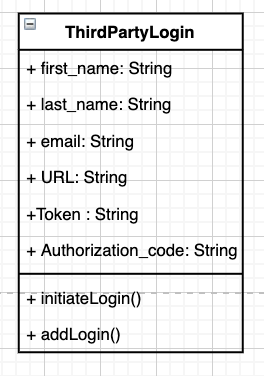 ThirdPartyLogin
+ first_name: String
+ last_name: String
+ email: String
+ URL: String
+Token : String
+ Authorization_code: String
+ initiateLogin()
+ addLogin()